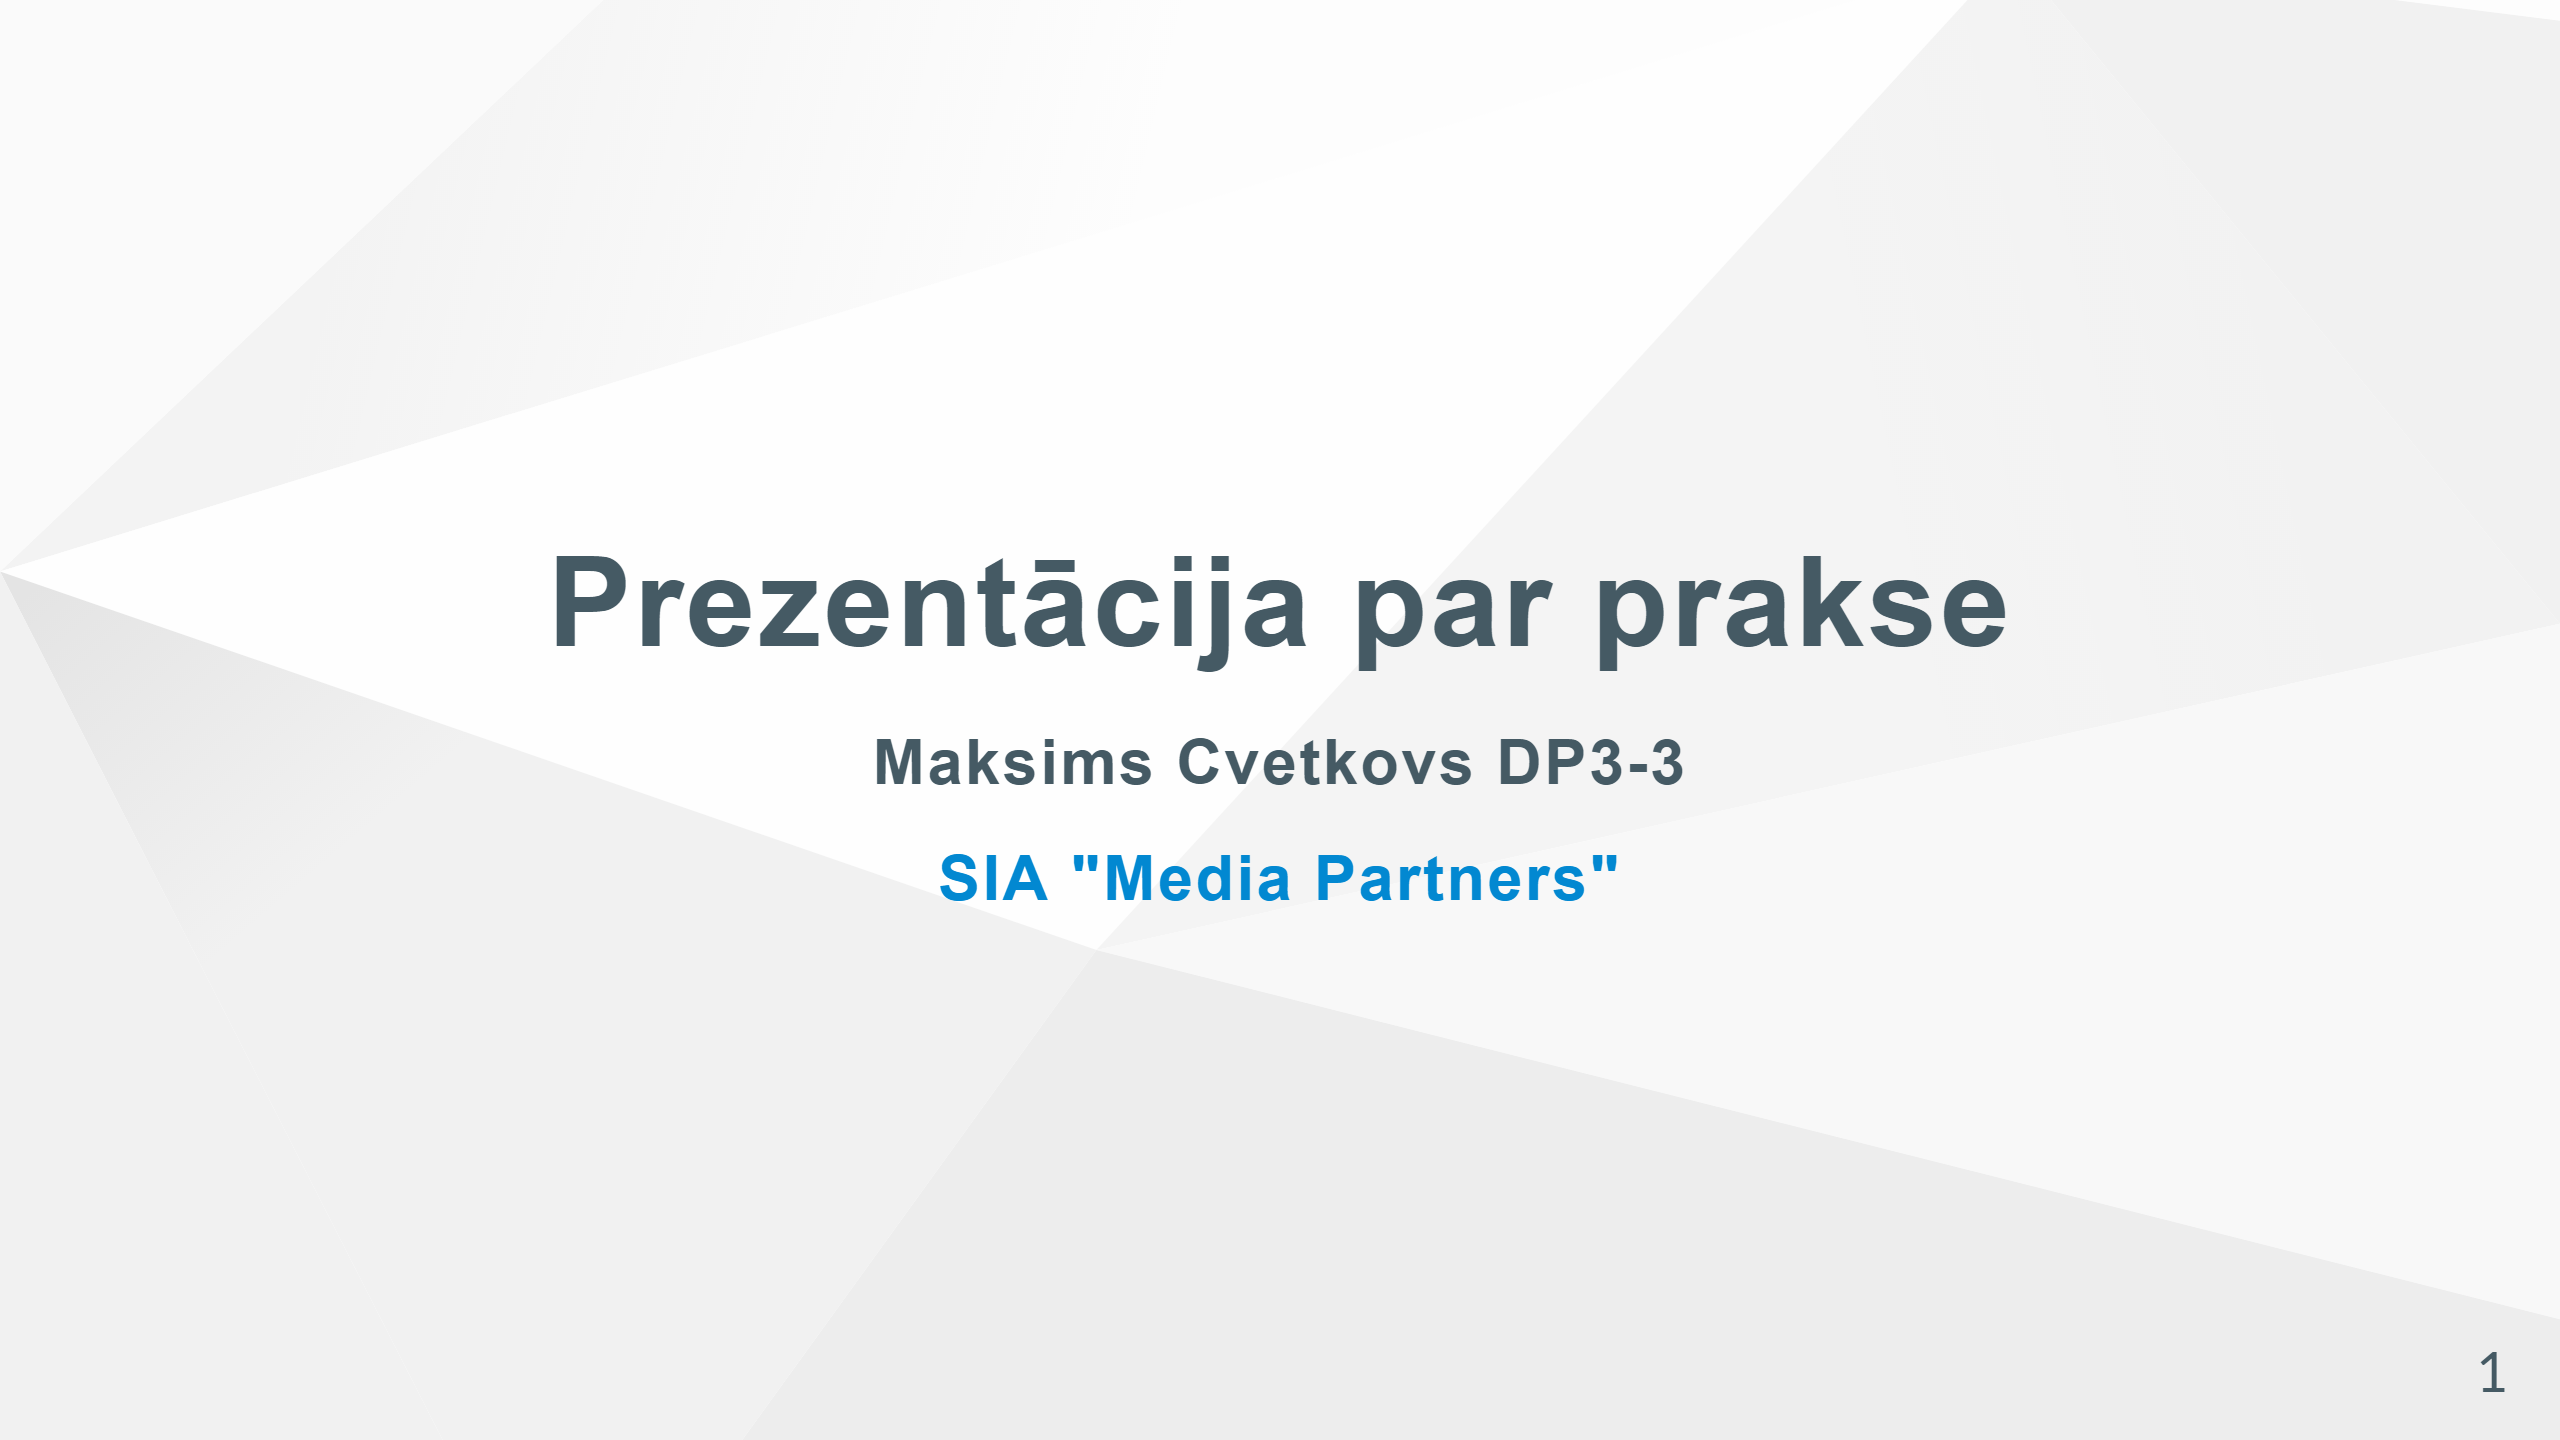 Prezentācija par prakse
Maksims Cvetkovs DP3-3
SIA "Media Partners"
1